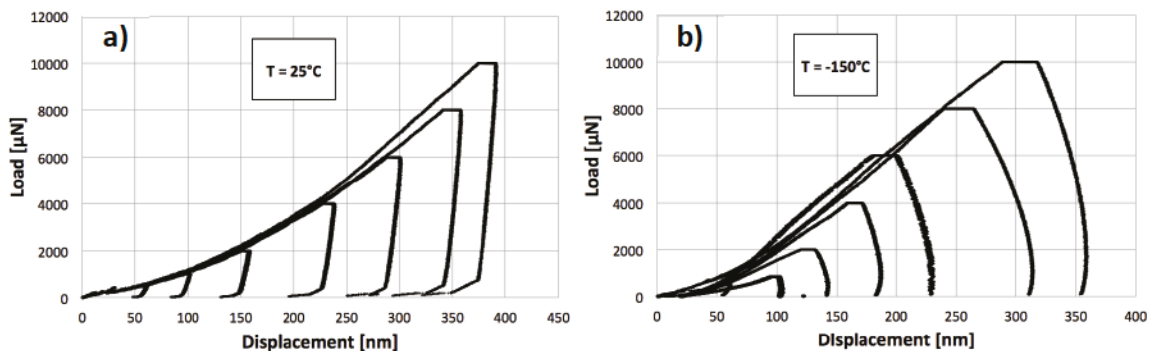 a)
T = 25°C
Load [µN]
12000
10000
8000
6000
4000
2000
0
0 50 100 150 200 250 300 350 400 450
Displacement [nm]
b)
T = -150°C
Load [µN]
12000
10000
8000
6000
4000
2000
0
0 50 100 150 200 250 300 350 400
DIsplacement [nm]